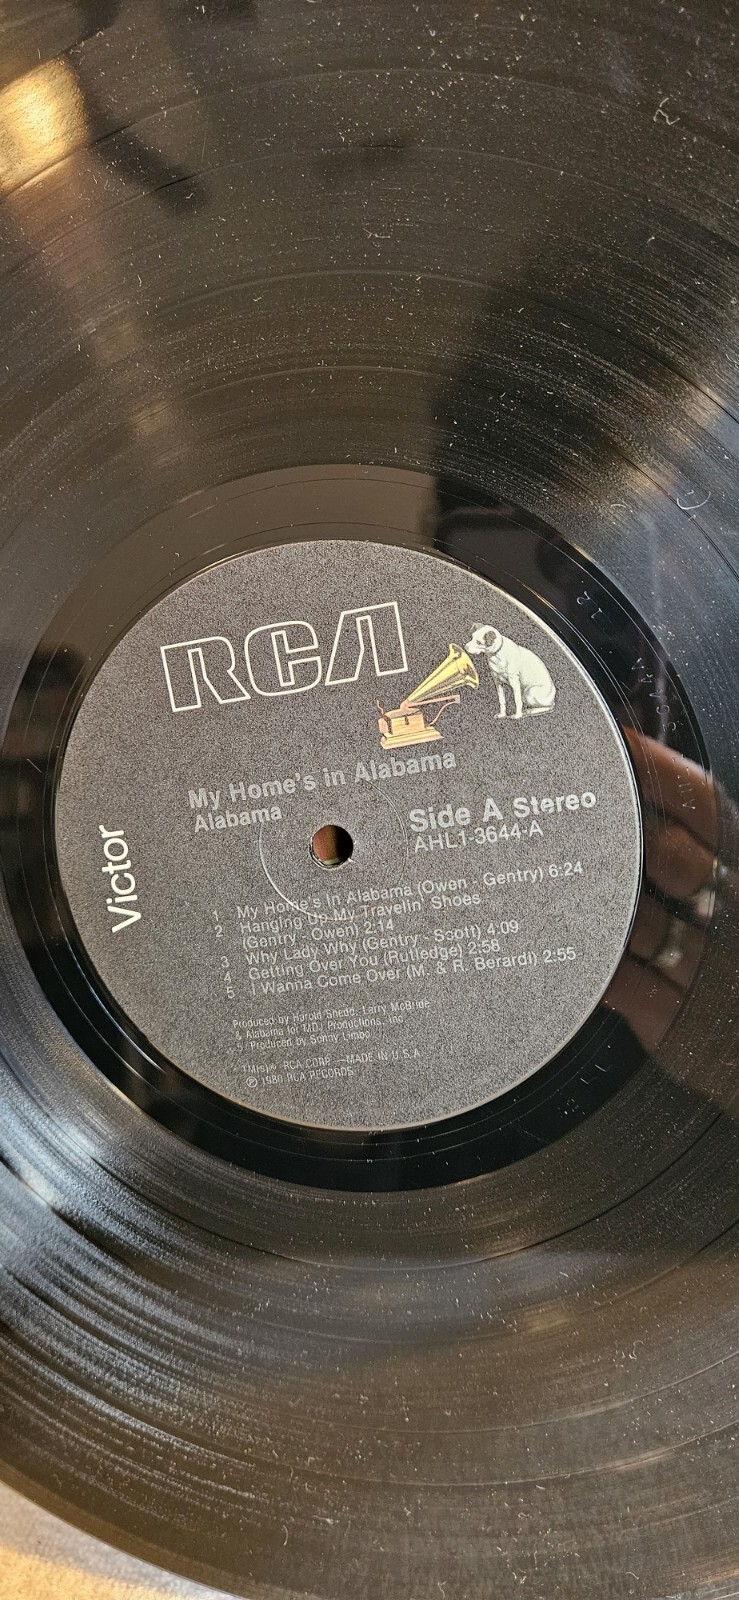 RCA
My Home's in Alabama
Alabama
Side A Stereo
AHL1-3644-A
Victor
1 My Home's In Alabama (Owen - Gentry) 6:24
2 Hanging Up My Travelin' Shoes
(Gentry - Owen) 2:14
3 Why Lady Why (Gentry - Scott) 4:09
4 Getting Over You (Rutledge) 2:58
5 I Wanna Come Over (M. & R. Berardi) 2:55
Produced by Harold Shedd, Larry McBride
& Alabama for MDJ Productions, Inc.
5 Produced by Sonny Limbo
TM(s)® RCA CORP.—MADE IN U.S.A.
℗ 1980 RCA RECORDS